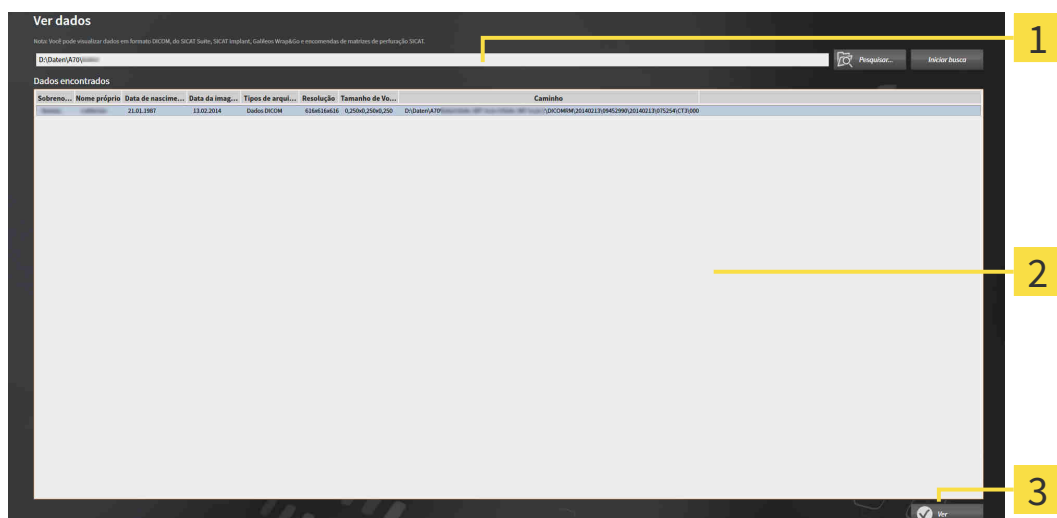 Ver dados
1
Nota: Você pode visualizar dados em formato DICOM, do SICAT Suite, SICAT Implant, Galileos Wrap&Go e encomendas de matrizes de perfuração SICAT.
D:\Daten\A70\
Pesquisar...
Iniciar busca
Dados encontrados
Sobreno... Nome próprio Data de nascime... Data da imag... Tipos de arqui... Resolução Tamanho de Vo... Caminho
21.01.1987 13.02.2014 Dados DICOM 616x616x616 0,250x0,250x0,250 D:\Daten\A70\ \DICOMRM\20140213\09452990\20140213\075254\CT3\000
2
3
Ver